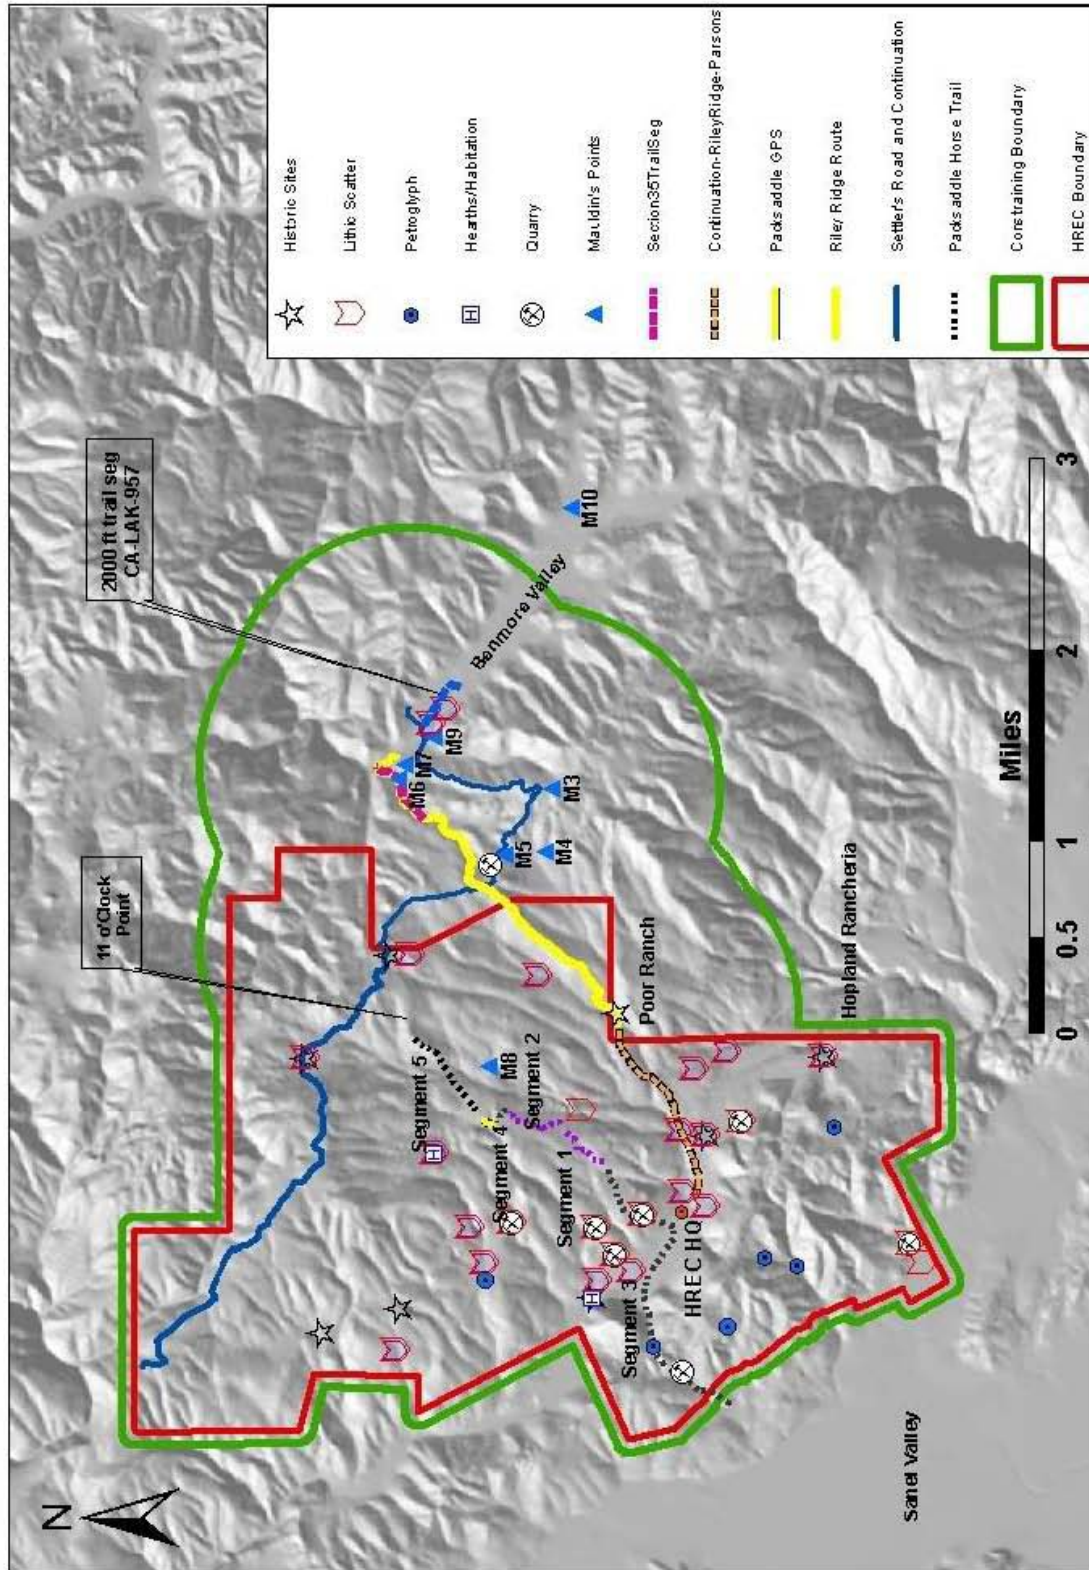 N
11 o'Clock
Point
2000 ft trail seg
CA-LAK-957
Segment 5
Segment 4
Segment 2
Segment 1
Segment 3
M8
M6
M7
M9
M5
M4
M3
M10
Benmore Valley
Poor Ranch
HREC HQ
Hopland Rancheria
Sanel Valley
Miles
0 0.5 1 2 3
Historic Sites
Lithic Scatter
Petroglyph
H Hearths/Habitation
Quarry
Mauldin's Points
Section35TrailSeg
Continuation-RileyRidge-Parsons
Packsaddle GPS
Riley Ridge Route
Settler's Road and Continuation
Packsaddle Horse Trail
Constraining Boundary
HREC Boundary
H
H